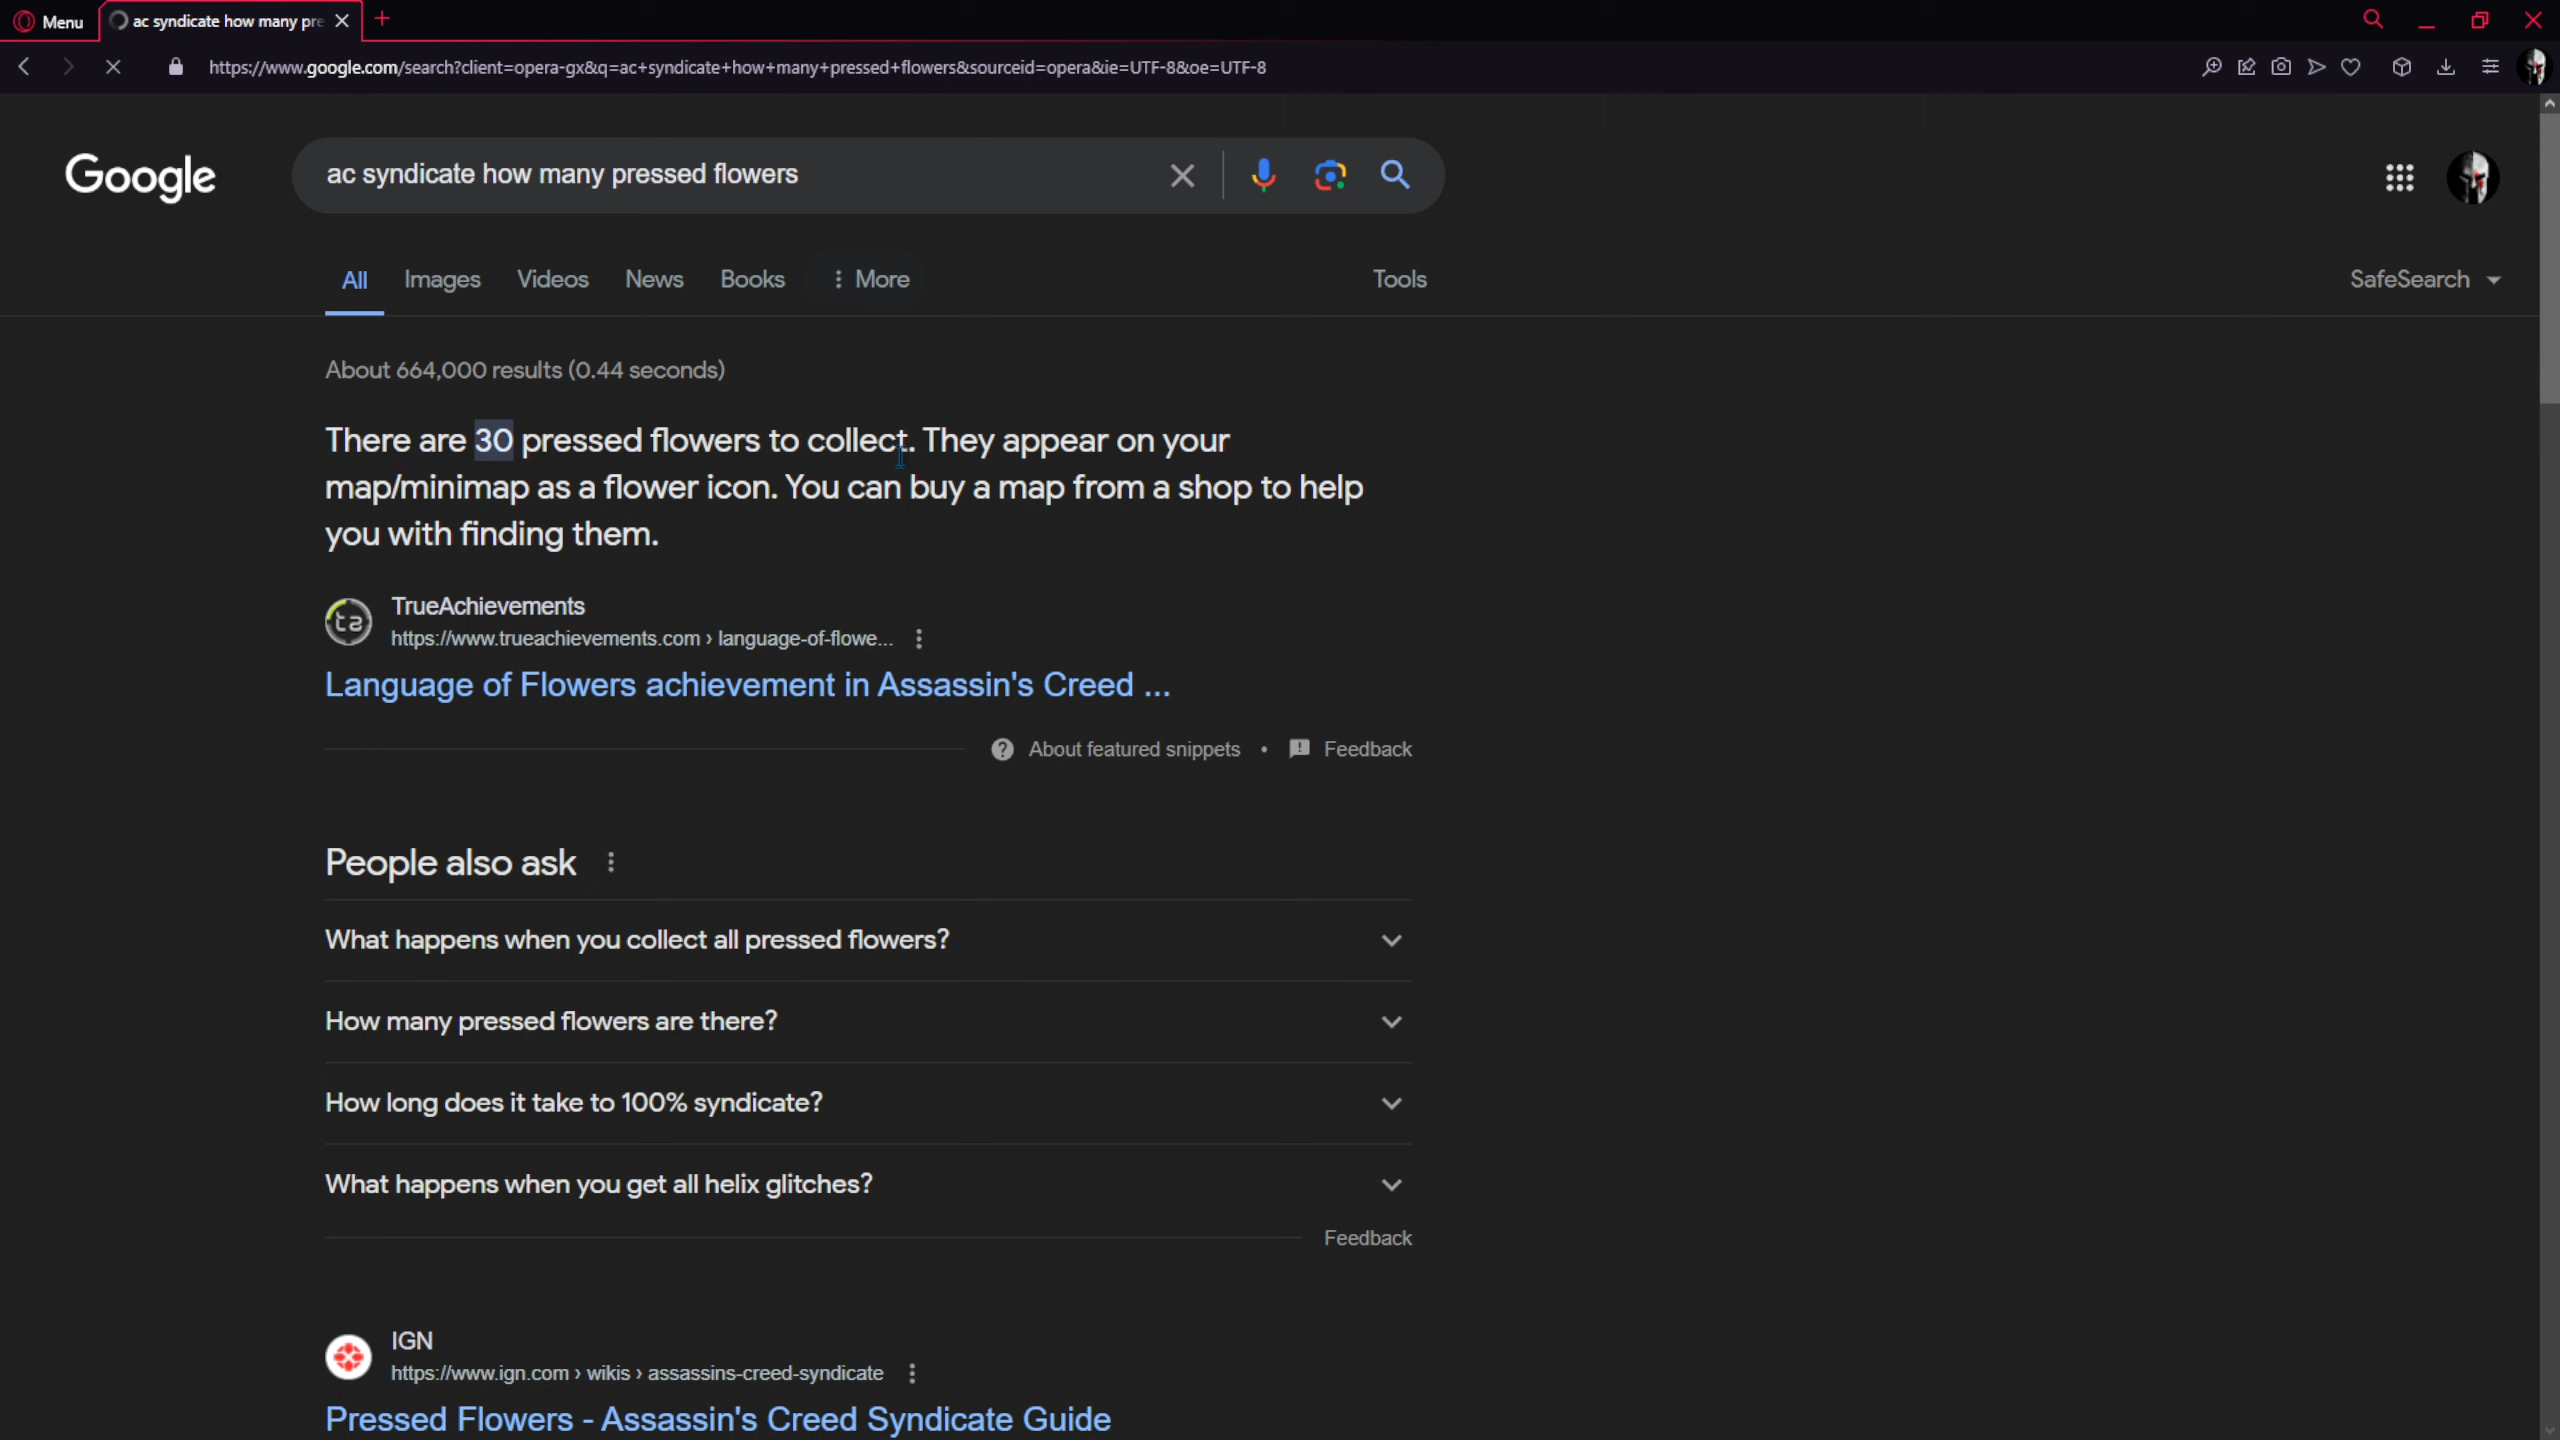 Menu
ac syndicate how many pre
https://www.google.com/search?client=opera-gx&q=ac+syndicate+how+many+pressed+flowers&sourceid=opera&ie=UTF-8&oe=UTF-8
Google
ac syndicate how many pressed flowers
All Images Videos News Books More Tools SafeSearch
About 664,000 results (0.44 seconds)
There are 30 pressed flowers to collect. They appear on your
map/minimap as a flower icon. You can buy a map from a shop to help
you with finding them.
ta
TrueAchievements
https://www.trueachievements.com › language-of-flowe...
Language of Flowers achievement in Assassin's Creed ...
About featured snippets • Feedback
People also ask
What happens when you collect all pressed flowers?
How many pressed flowers are there?
How long does it take to 100% syndicate?
What happens when you get all helix glitches?
Feedback
IGN
https://www.ign.com › wikis › assassins-creed-syndicate
Pressed Flowers - Assassin's Creed Syndicate Guide